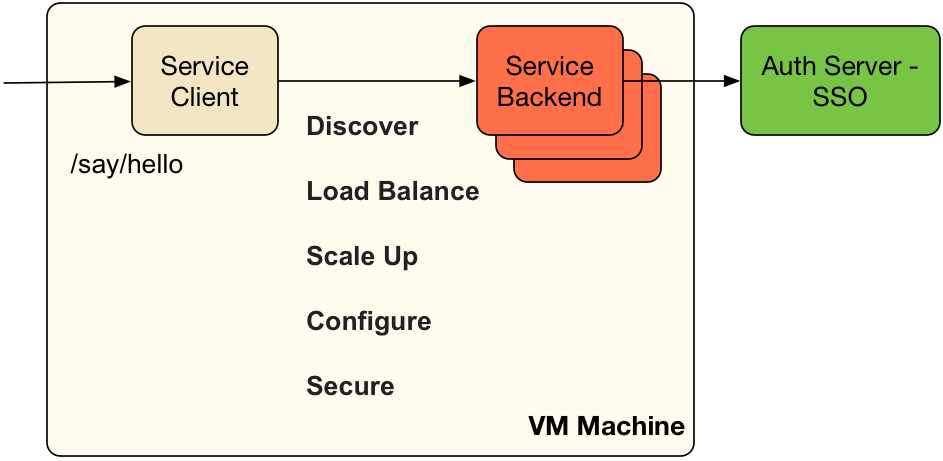 Service
Client
Service
Backend
Auth Server -
SSO
/say/hello
Discover
Load Balance
Scale Up
Configure
Secure
VM Machine